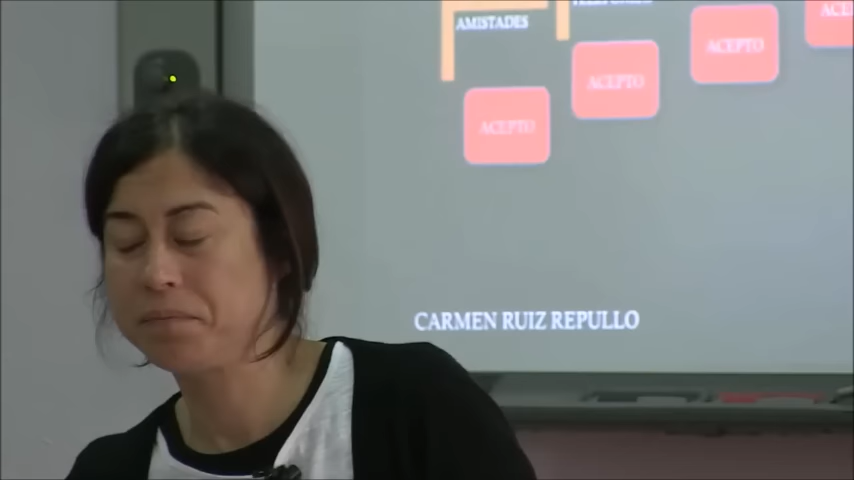 AMISTADES
ACEPTO
ACEPTO
ACEPTO
CARMEN RUIZ REPULLO